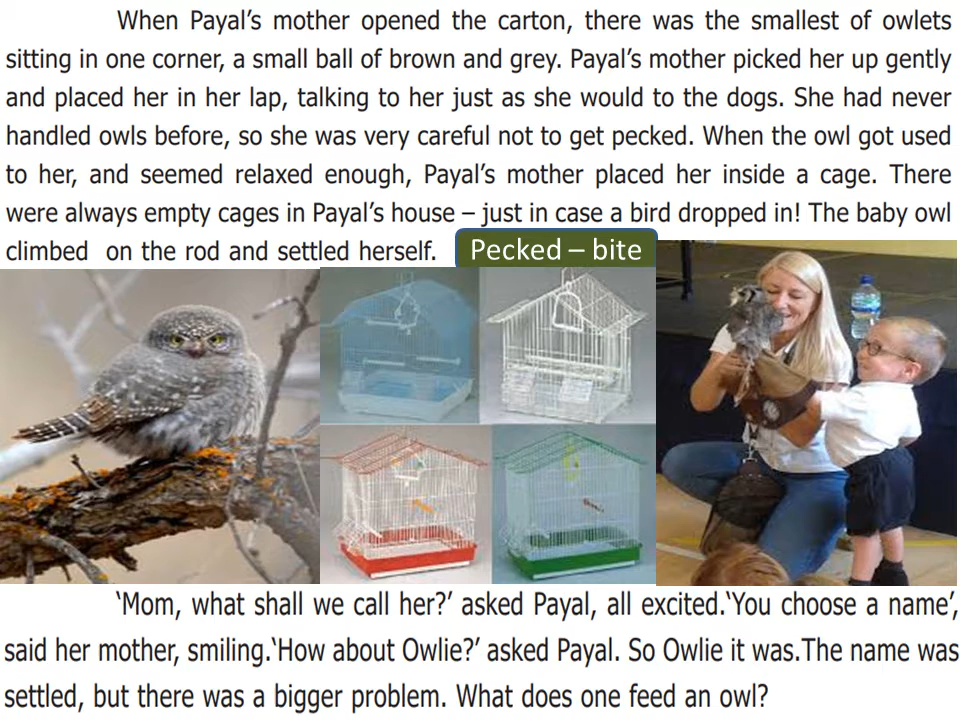 When Payal’s mother opened the carton, there was the smallest of owlets
sitting in one corner, a small ball of brown and grey. Payal’s mother picked her up gently
and placed her in her lap, talking to her just as she would to the dogs. She had never
handled owls before, so she was very careful not to get pecked. When the owl got used
to her, and seemed relaxed enough, Payal’s mother placed her inside a cage. There
were always empty cages in Payal’s house – just in case a bird dropped in! The baby owl
climbed on the rod and settled herself.
Pecked – bite
‘Mom, what shall we call her?’ asked Payal, all excited.‘You choose a name’,
said her mother, smiling.‘How about Owlie?’ asked Payal. So Owlie it was.The name was
settled, but there was a bigger problem. What does one feed an owl?